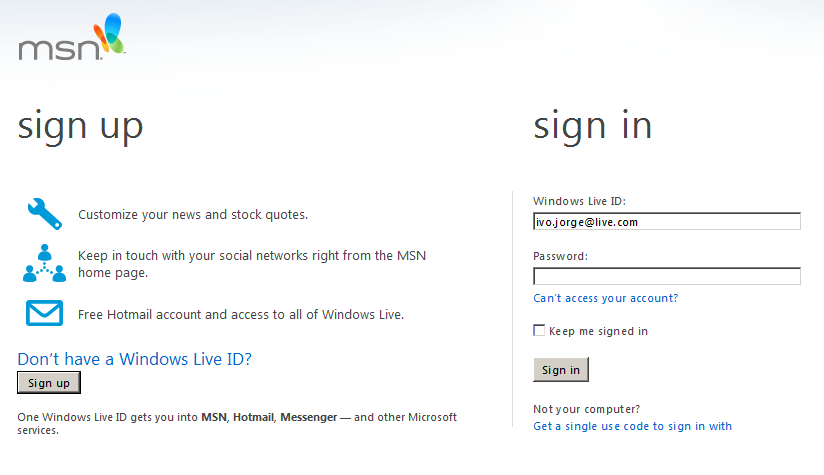 msn
sign up
Customize your news and stock quotes.
Keep in touch with your social networks right from the MSN
home page.
Free Hotmail account and access to all of Windows Live.
Don't have a Windows Live ID?
Sign up
One Windows Live ID gets you into MSN, Hotmail, Messenger — and other Microsoft
services.
sign in
Windows Live ID:
ivo.jorge@live.com
Password:
Can't access your account?
Keep me signed in
Sign in
Not your computer?
Get a single use code to sign in with